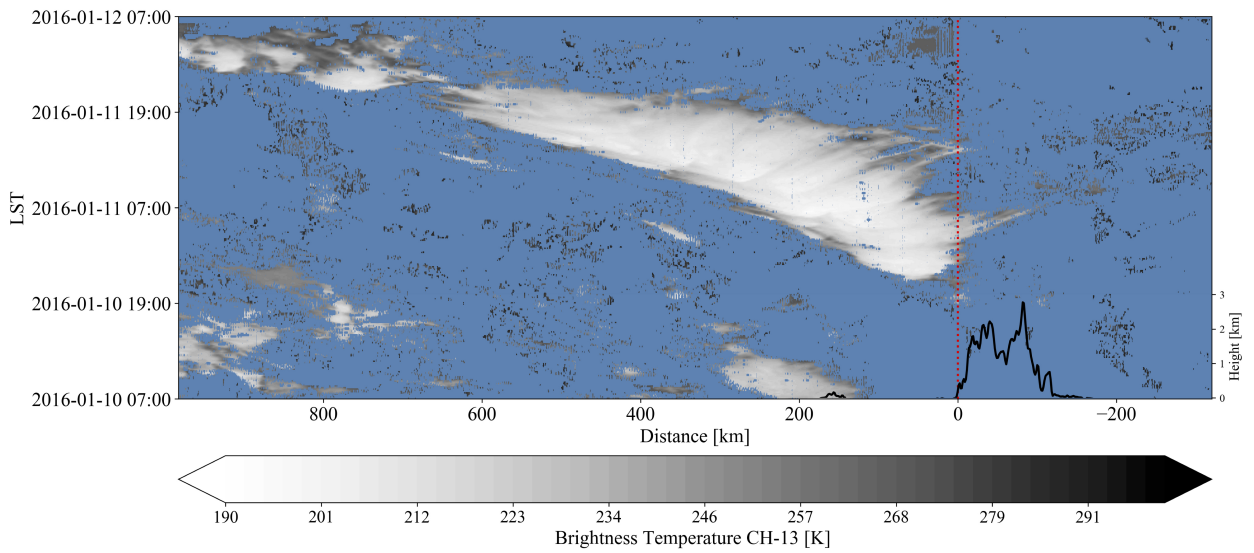 2016-01-12 07:00
2016-01-11 19:00
2016-01-11 07:00
2016-01-10 19:00
2016-01-10 07:00
LST
3
2
1
0
Height [km]
800 600 400 200 0 −200
Distance [km]
190 201 212 223 234 246 257 268 279 291
Brightness Temperature CH-13 [K]